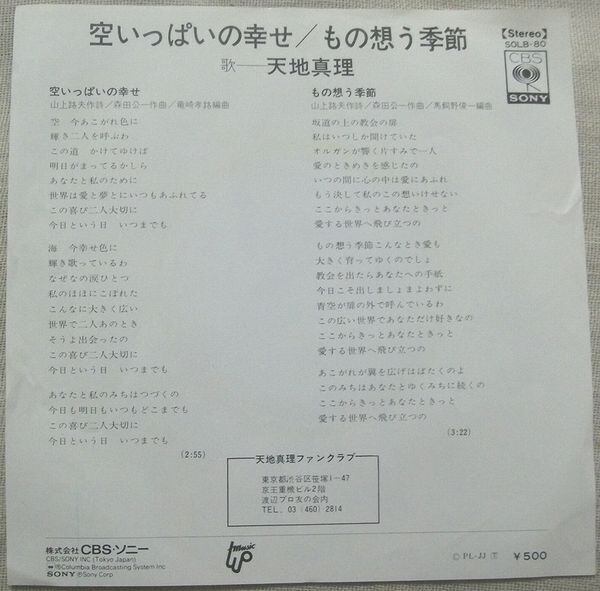 空いっぱいの幸せ/もの想う季節
歌──天地真理
【Stereo】
SOLB-80
CBS
SONY
空いっぱいの幸せ
山上路夫作詩/森田公一作曲/竜崎孝路編曲
空 今あこがれ色に
輝き二人を呼ぶわ
この道 かけてゆけば
明日がまってるかしら
あなたと私のために
世界は愛と夢とにいつもあふれてる
この喜び二人大切に
今日という日 いつまでも
海 今幸せ色に
輝き歌っているわ
なぜなの涙ひとつ
私のほほにこぼれた
こんなに大きく広い
世界で二人あのとき
そうよ出会ったの
この喜び二人大切に
今日という日 いつまでも
あなたと私のみちはつづくの
今日も明日もいつもどこまでも
この喜び二人大切に
今日という日 いつまでも
(2:55)
もの想う季節
山上路夫作詩/森田公一作曲/馬飼野俊一編曲
坂道の上の教会の扉
私はいつしか開けていた
オルガンが響く片すみで一人
愛のときめきを感じたの
いつの間に心の中は愛にあふれ
もう決して私のこの想いけせない
ここからきっとあなたときっと
愛する世界へ飛び立つの
もの想う季節こんなとき愛も
大きく育ってゆくのでしょ
教会を出たらあなたへの手紙
今日こそ出しましょまよわずに
青空が扉の外で呼んでいるわ
この広い世界であなただけ好きなの
ここからきっとあなたときっと
愛する世界へ飛び立つの
あこがれが翼を広げはばたくのよ
このみちはあなたとゆくみちに続くの
ここからきっとあなたときっと
愛する世界へ飛び立つの
(3:22)
天地真理ファンクラブ
東京都渋谷区笹塚1-47
京王重機ビル2階
渡辺プロ友の会内
TEL. 03 (460) 2814
株式会社 CBS・ソニー
CBS/SONY INC (Tokyo Japan)
®Columbia Broadcasting System Inc
SONY ®Sony Corp
music
up
Ⓒ PL-JJ Ⓣ ¥500